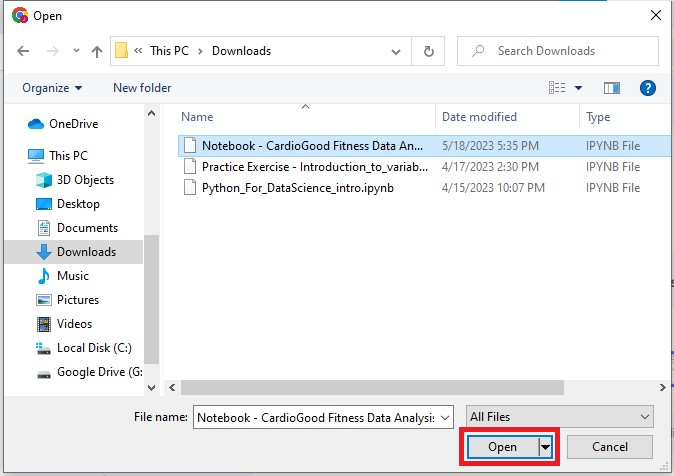 Open
This PC > Downloads
Search Downloads
Organize New folder
Name Date modified Type
OneDrive
This PC
3D Objects
Desktop
Documents
Downloads
Music
Pictures
Videos
Local Disk (C:)
Google Drive (G:
Notebook - CardioGood Fitness Data An... 5/18/2023 5:35 PM IPYNB File
Practice Exercise - Introduction_to_variab... 4/17/2023 2:30 PM IPYNB File
Python_For_DataScience_intro.ipynb 4/15/2023 10:07 PM IPYNB File
File name: Notebook - CardioGood Fitness Data Analysis All Files
Open Cancel